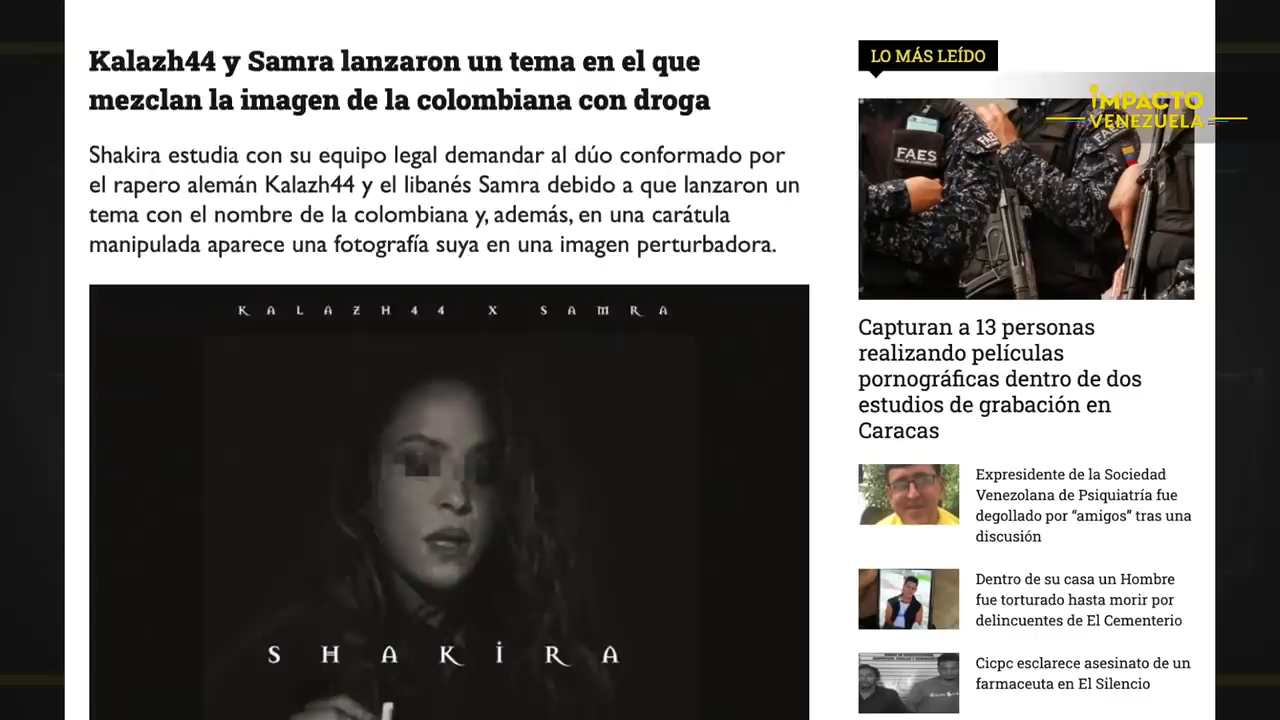 Kalazh44 y Samra lanzaron un tema en el que
mezclan la imagen de la colombiana con droga
Shakira estudia con su equipo legal demandar al dúo conformado por
el rapero alemán Kalazh44 y el libanés Samra debido a que lanzaron un
tema con el nombre de la colombiana y, además, en una carátula
manipulada aparece una fotografía suya en una imagen perturbadora.
KALAZH44 X SAMRA
SHAKIRA
LO MÁS LEÍDO
IMPACTO
VENEZUELA
FAES
FAES
Capturan a 13 personas
realizando películas
pornográficas dentro de dos
estudios de grabación en
Caracas
Expresidente de la Sociedad
Venezolana de Psiquiatría fue
degollado por “amigos” tras una
discusión
Dentro de su casa un Hombre
fue torturado hasta morir por
delincuentes de El Cementerio
Cicpc esclarece asesinato de un
farmaceuta en El Silencio